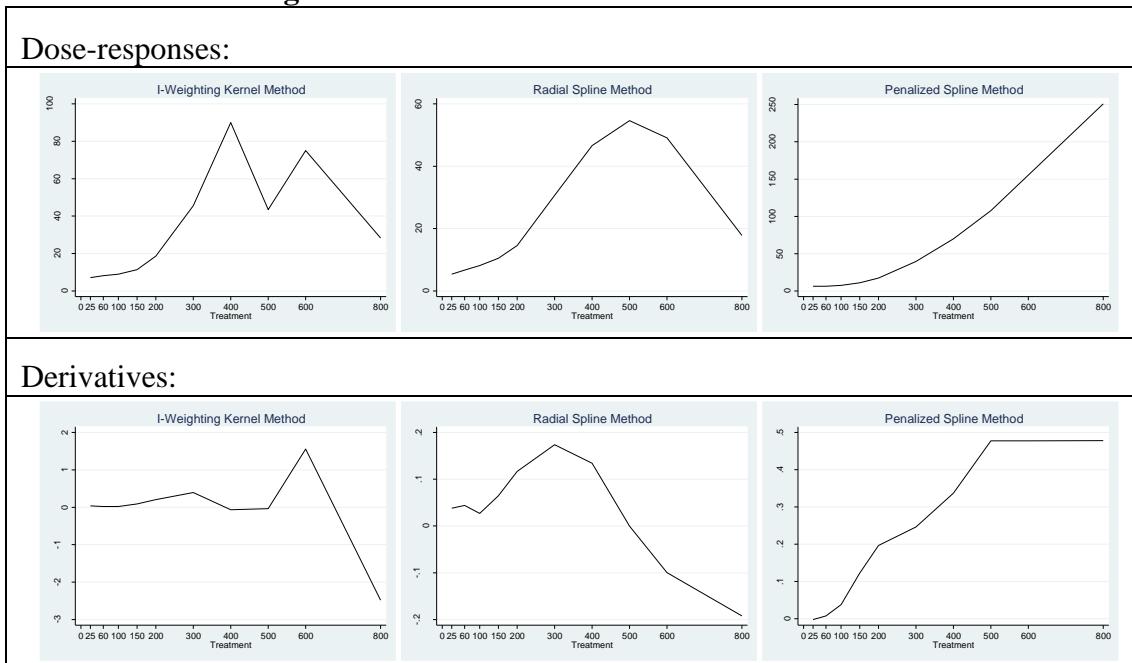 Dose-responses:
I-Weighting Kernel Method
0 20 40 60 80 100
0 25 60 100 150 200 300 400 500 600 800
Treatment
Radial Spline Method
0 20 40 60
0 25 60 100 150 200 300 400 500 600 800
Treatment
Penalized Spline Method
0 50 100 150 200 250
0 25 60 100 150 200 300 400 500 600 800
Treatment
Derivatives:
I-Weighting Kernel Method
-3 -2 -1 0 1 2
0 25 60 100 150 200 300 400 500 600 800
Treatment
Radial Spline Method
-.2 -.1 0 .1 .2
0 25 60 100 150 200 300 400 500 600 800
Treatment
Penalized Spline Method
0 .1 .2 .3 .4 .5
0 25 60 100 150 200 300 400 500 600 800
Treatment